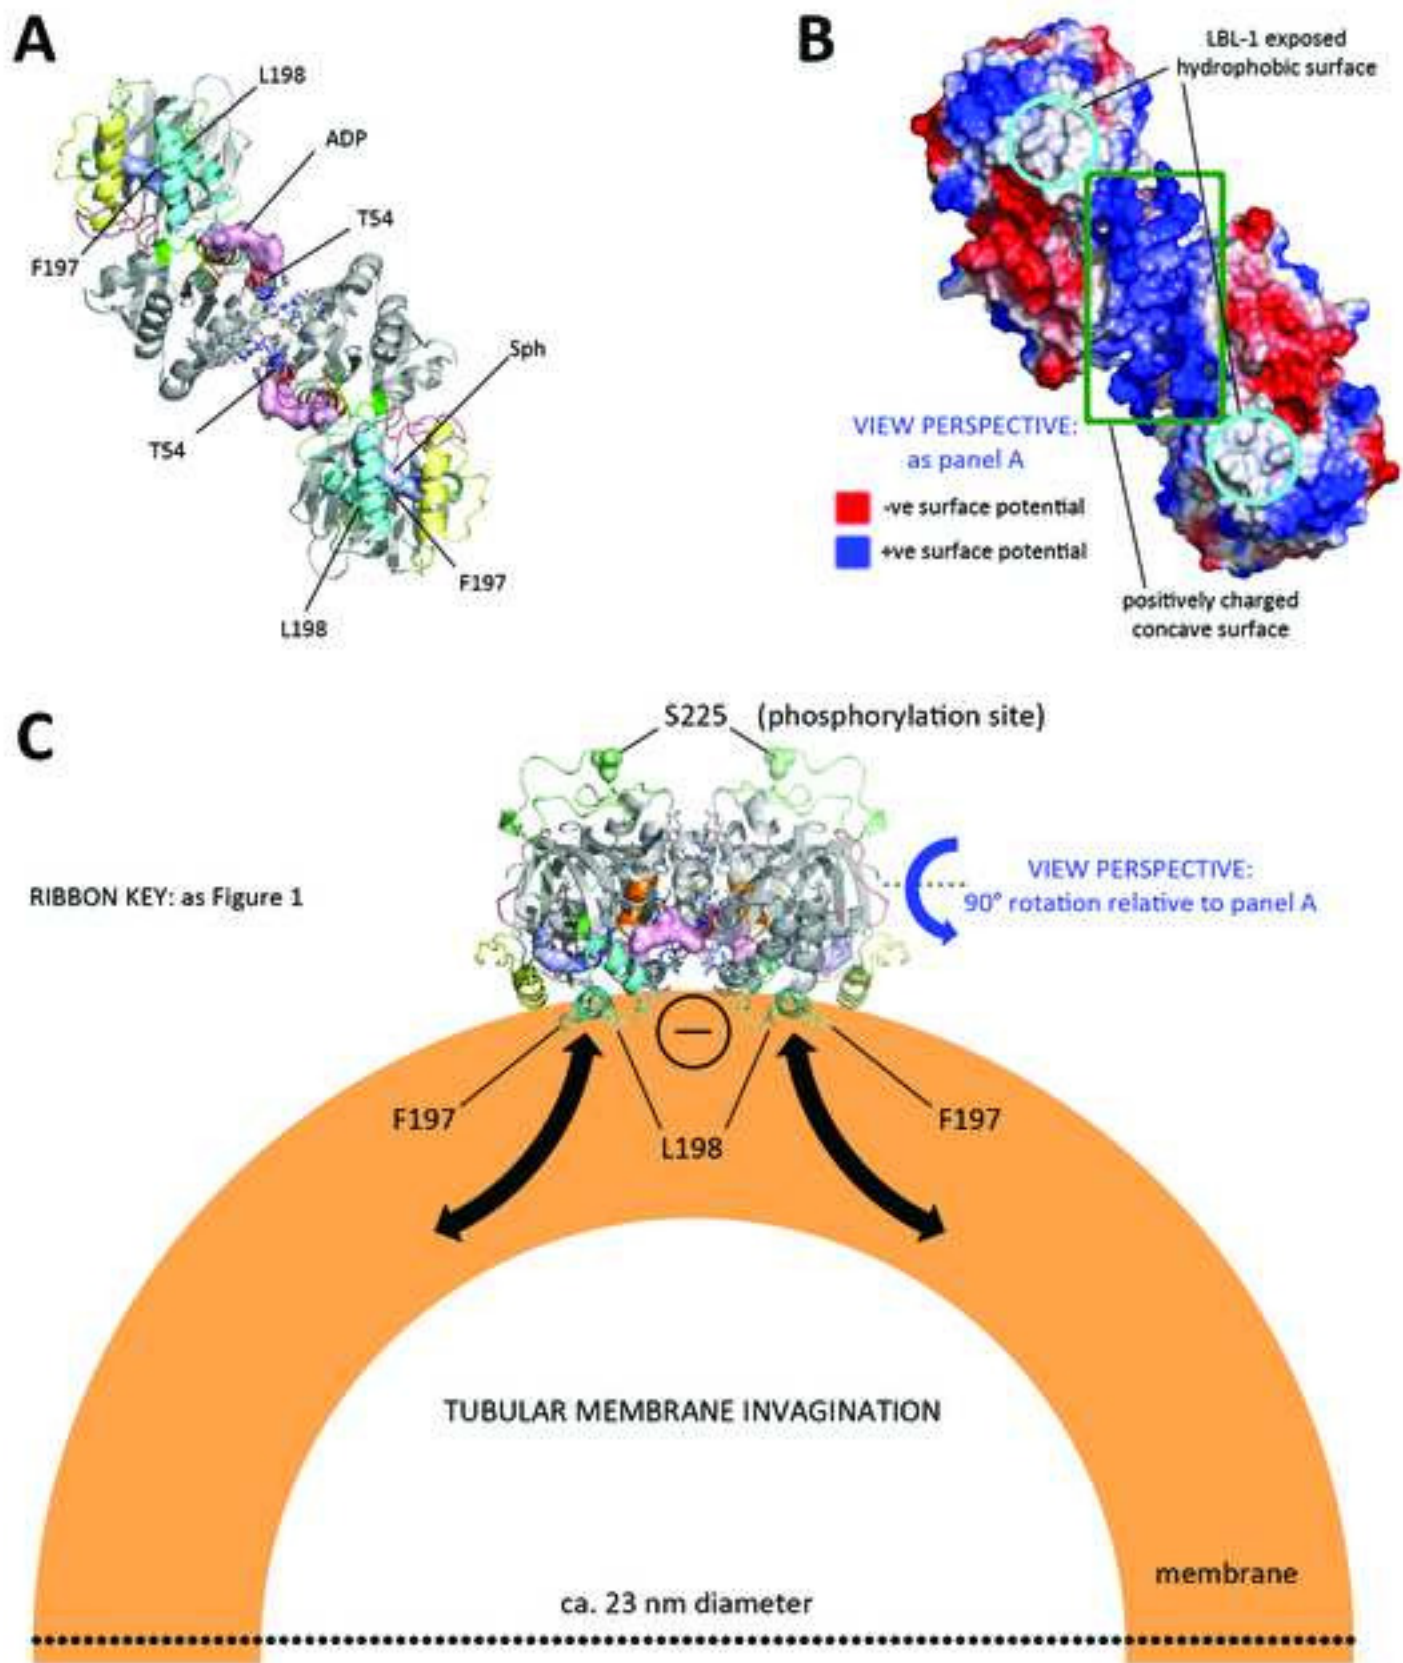 A
L198
ADP
T54
F197
Sph
T54
F197
L198
B
LBL-1 exposed
hydrophobic surface
VIEW PERSPECTIVE:
as panel A
-ve surface potential
+ve surface potential
positively charged
concave surface
C
S225 (phosphorylation site)
RIBBON KEY: as Figure 1
VIEW PERSPECTIVE:
90° rotation relative to panel A
F197
L198
F197
TUBULAR MEMBRANE INVAGINATION
membrane
ca. 23 nm diameter